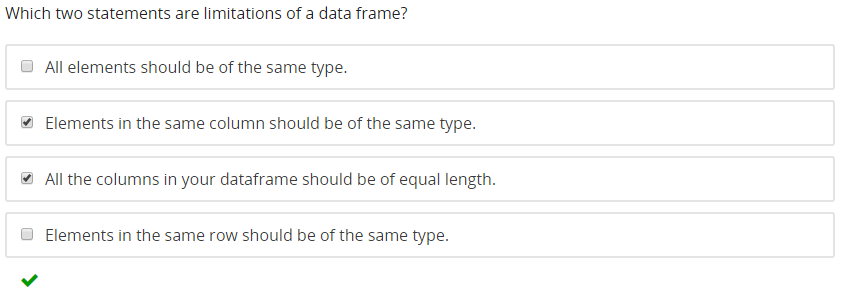 Which two statements are limitations of a data frame?
All elements should be of the same type.
Elements in the same column should be of the same type.
All the columns in your dataframe should be of equal length.
Elements in the same row should be of the same type.